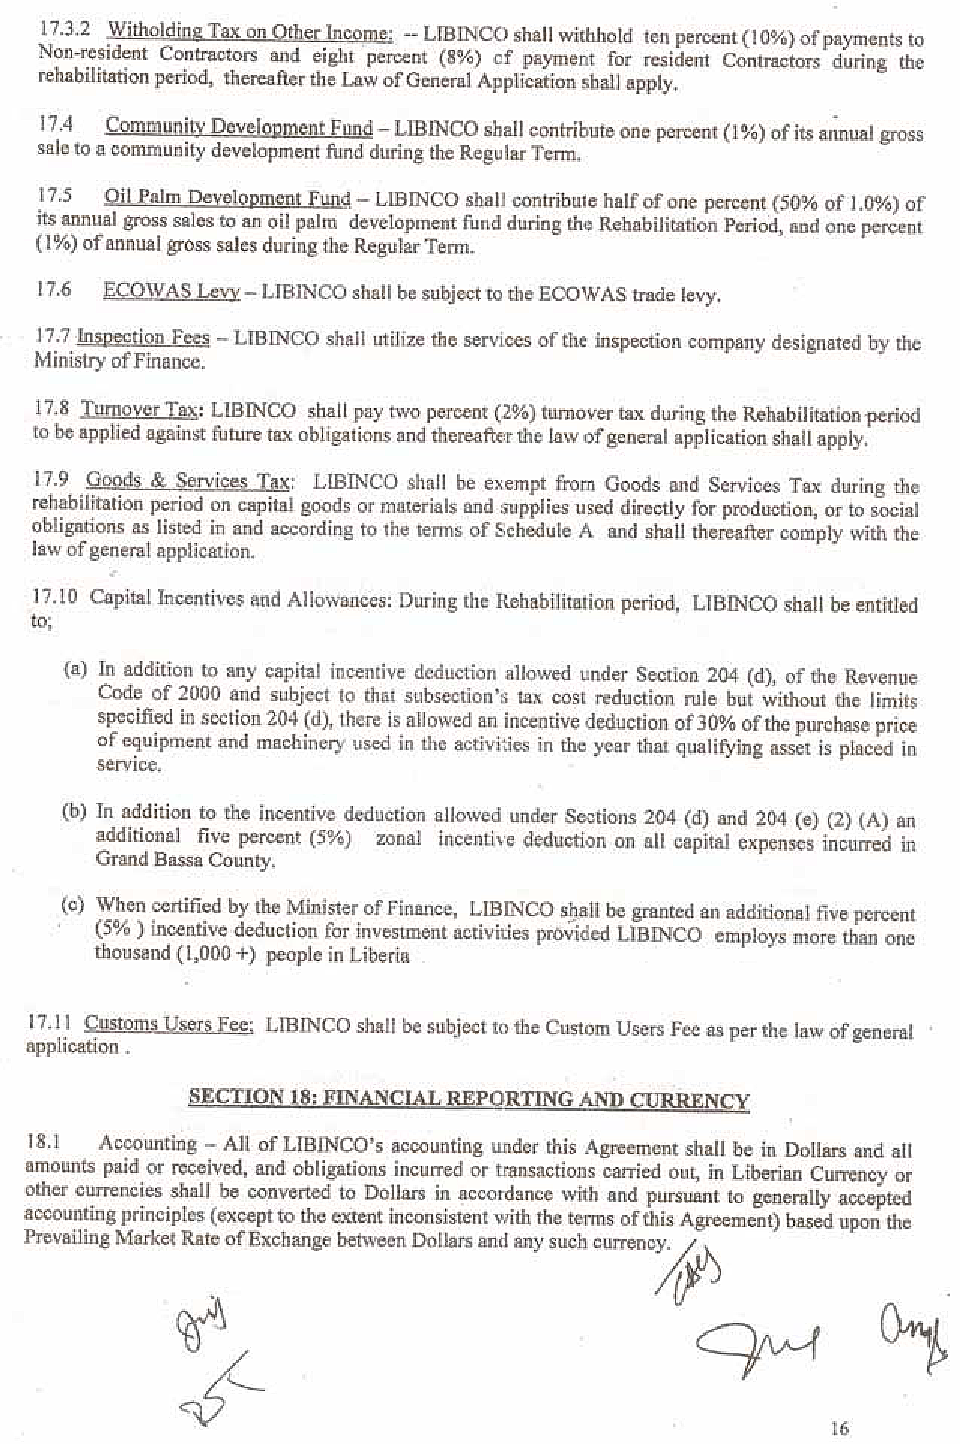 17.3.2 Witholding Tax on Other Income: -- LIBINCO shall withhold ten percent (10%) of payments to
Non-resident Contractors and eight percent (8%) cf payment for resident Contractors during the
rehabilitation period, thereafter the Law of General Application shall apply.
17.4 Community Development Fund – LIBINCO shall contribute one percent (1%) of its annual gross
sale to a community development fund during the Regular Term.
17.5 Oil Palm Development Fund – LIBINCO shall contribute half of one percent (50% of 1.0%) of
its annual gross sales to an oil palm development fund during the Rehabilitation Period, and one percent
(1%) of annual gross sales during the Regular Term.
17.6 ECOWAS Levy – LIBINCO shall be subject to the ECOWAS trade levy.
17.7 Inspection Fees – LIBINCO shall utilize the services of the inspection company designated by the
Ministry of Finance.
17.8 Turnover Tax: LIBINCO shall pay two percent (2%) turnover tax during the Rehabilitation period
to be applied against future tax obligations and thereafter the law of general application shall apply.
17.9 Goods & Services Tax: LIBINCO shall be exempt from Goods and Services Tax during the
rehabilitation period on capital goods or materials and supplies used directly for production, or to social
obligations as listed in and according to the terms of Schedule A and shall thereafter comply with the
law of general application.
17.10 Capital Incentives and Allowances: During the Rehabilitation period, LIBINCO shall be entitled
to;
(a) In addition to any capital incentive deduction allowed under Section 204 (d), of the Revenue
Code of 2000 and subject to that subsection's tax cost reduction rule but without the limits
specified in section 204 (d), there is allowed an incentive deduction of 30% of the purchase price
of equipment and machinery used in the activities in the year that qualifying asset is placed in
service.
(b) In addition to the incentive deduction allowed under Sections 204 (d) and 204 (e) (2) (A) an
additional five percent (5%) zonal incentive deduction on all capital expenses incurred in
Grand Bassa County.
(c) When certified by the Minister of Finance, LIBINCO shall be granted an additional five percent
(5% ) incentive deduction for investment activities provided LIBINCO employs more than one
thousand (1,000 +) people in Liberia
17.11 Customs Users Fee: LIBINCO shall be subject to the Custom Users Fee as per the law of general
application .
SECTION 18: FINANCIAL REPORTING AND CURRENCY
18.1 Accounting – All of LIBINCO's accounting under this Agreement shall be in Dollars and all
amounts paid or received, and obligations incurred or transactions carried out, in Liberian Currency or
other currencies shall be converted to Dollars in accordance with and pursuant to generally accepted
accounting principles (except to the extent inconsistent with the terms of this Agreement) based upon the
Prevailing Market Rate of Exchange between Dollars and any such currency.
16